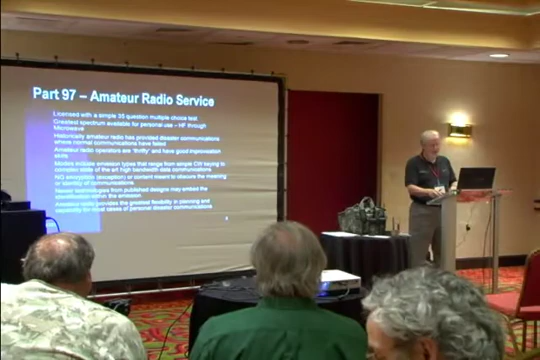 Part 97 – Amateur Radio Service
Licensed with a simple 35 question multiple choice test
Greatest spectrum available for personal use – HF through
Microwave
Historically amateur radio has provided disaster communications
where normal communications have failed
Amateur radio operators are "thrifty" and have good improvisation
skills
Modes include emission types that range from simple CW keying to
complex state of the art high bandwidth data communications
NO encryption (exception) or content meant to obscure the meaning
or identity of communications
Newer technologies from published designs may embed the
identification within the emission
Amateur radio provides the greatest flexibility in planning and
capability for most sorts of personal disaster communications